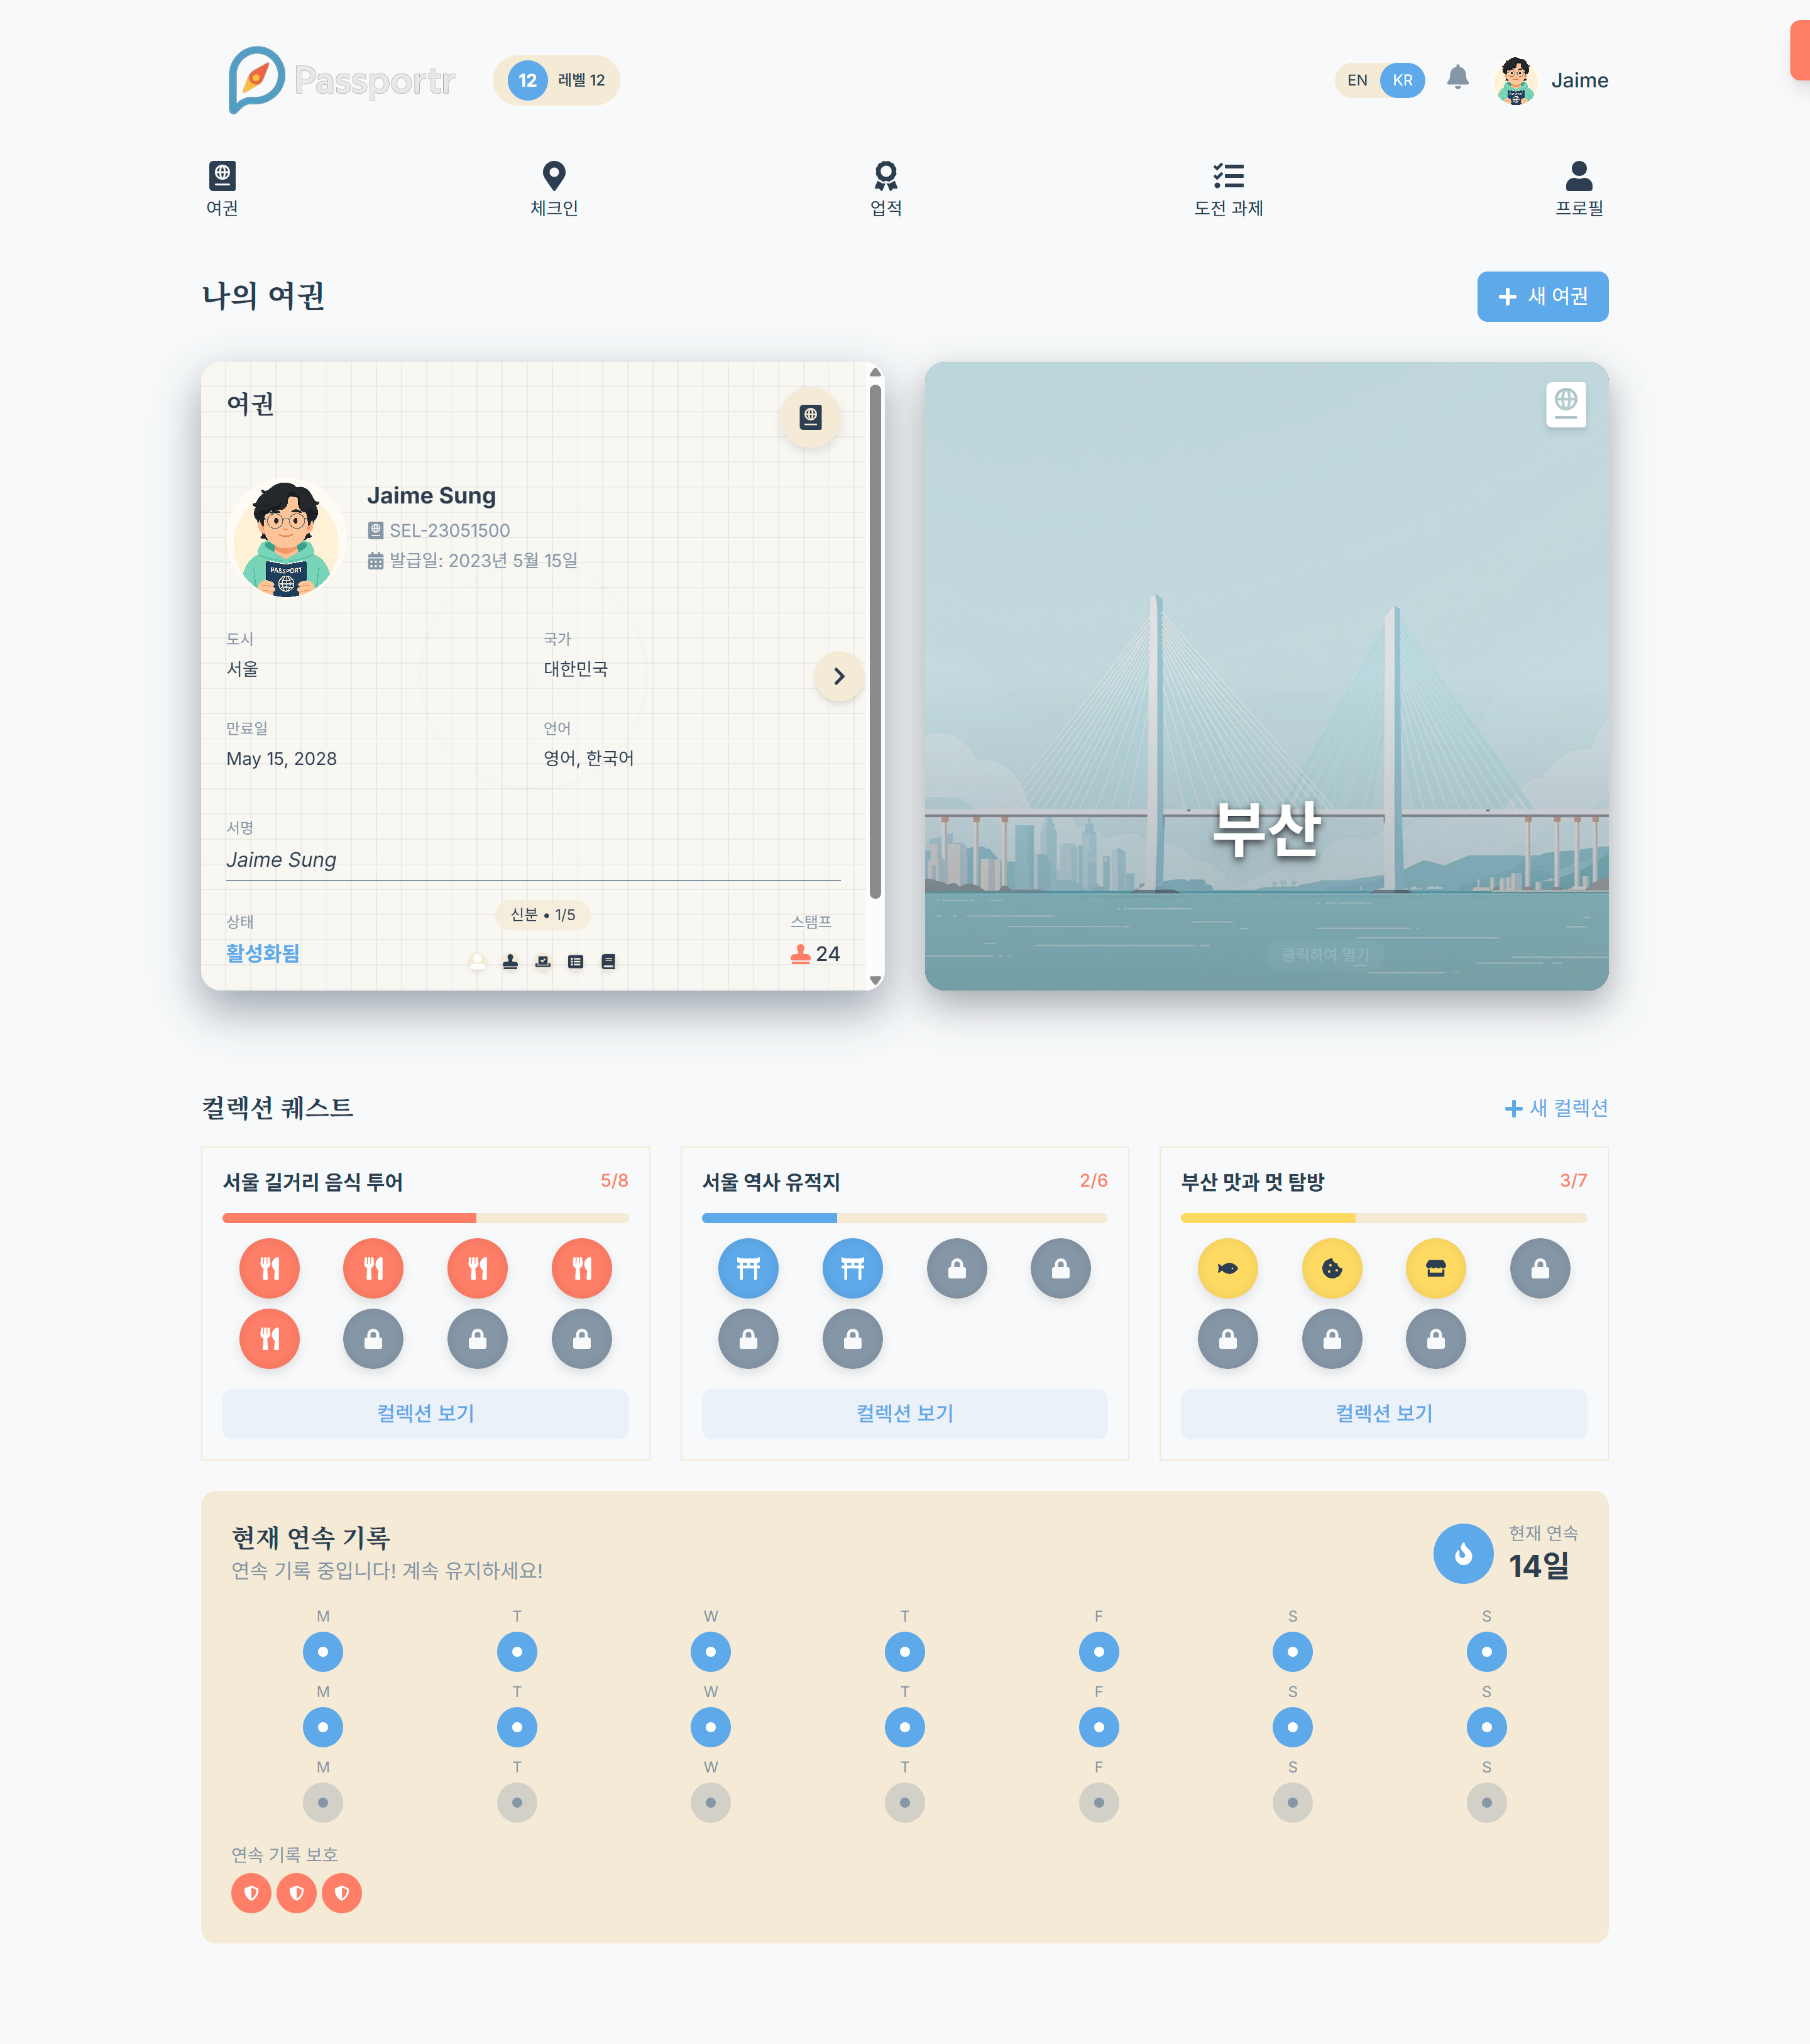 Passportr
12
레벨 12
EN
KR
Jaime
여권
체크인
업적
도전 과제
프로필
나의 여권
새 여권
여권
Jaime Sung
SEL-23051500
발급일: 2023년 5월 15일
PASSPORT
도시
국가
서울
대한민국
만료일
언어
May 15, 2028
영어, 한국어
서명
Jaime Sung
신분 • 1/5
상태
스탬프
활성화됨
24
부산
클릭하여 열기
컬렉션 퀘스트
새 컬렉션
서울 길거리 음식 투어
5/8
컬렉션 보기
서울 역사 유적지
2/6
컬렉션 보기
부산 맛과 멋 탐방
3/7
컬렉션 보기
현재 연속 기록
연속 기록 중입니다! 계속 유지하세요!
현재 연속
14일
M T W T F S S
M T W T F S S
M T W T F S S
연속 기록 보호